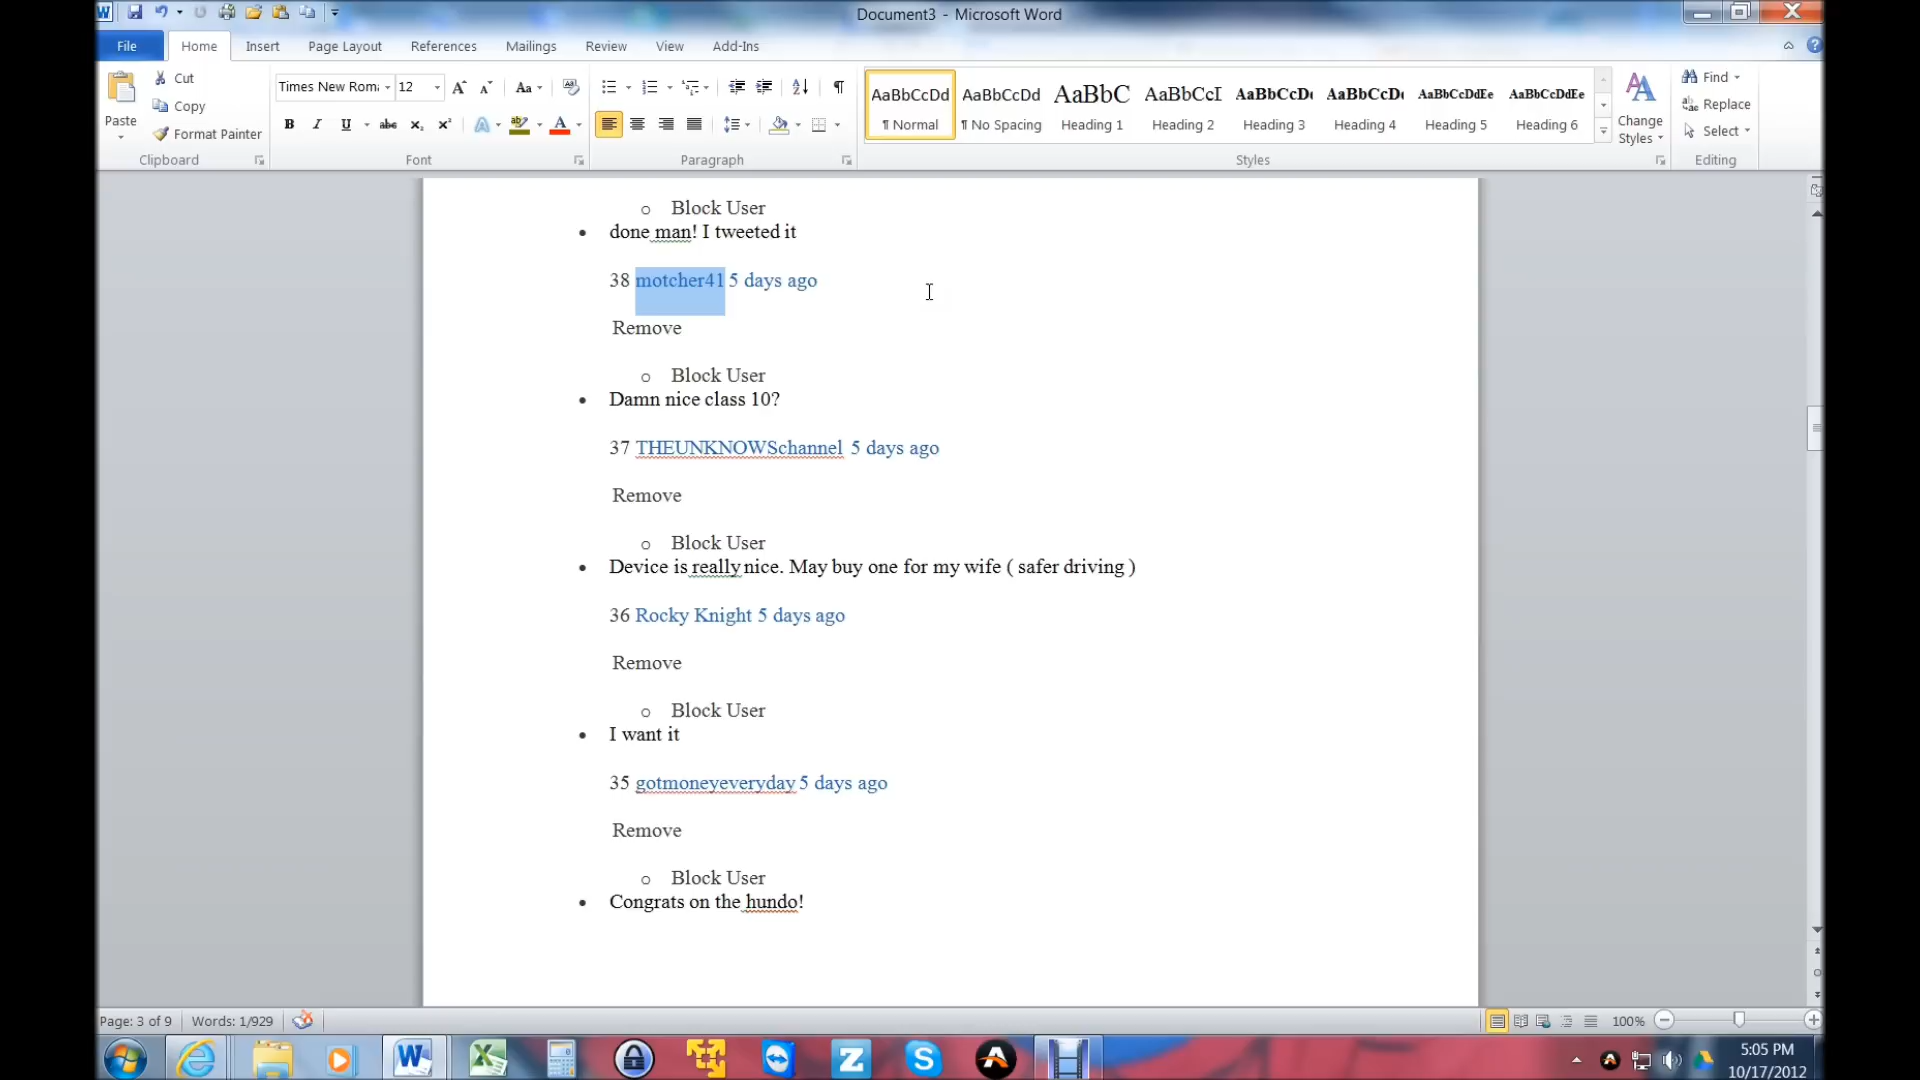 Document3 - Microsoft Word
File Home Insert Page Layout References Mailings Review View Add-Ins
Cut
Copy
Format Painter
Paste
Clipboard
Times New Roma 12
Font
Paragraph
AaBbCcDd AaBbCcDd AaBbC AaBbCcI AaBbCcD AaBbCcD AaBbCcDdEe AaBbCcDdEe
¶ Normal ¶ No Spacing Heading 1 Heading 2 Heading 3 Heading 4 Heading 5 Heading 6
Styles
Change
Styles
Find
Replace
Select
Editing
o Block User
• done man! I tweeted it
38 motcher41 5 days ago
Remove
o Block User
• Damn nice class 10?
37 THEUNKNOWSchannel 5 days ago
Remove
o Block User
• Device is really nice. May buy one for my wife ( safer driving )
36 Rocky Knight 5 days ago
Remove
o Block User
• I want it
35 gotmoneyeveryday 5 days ago
Remove
o Block User
• Congrats on the hundo!
Page: 3 of 9 Words: 1/929 100%
5:05 PM
10/17/2012